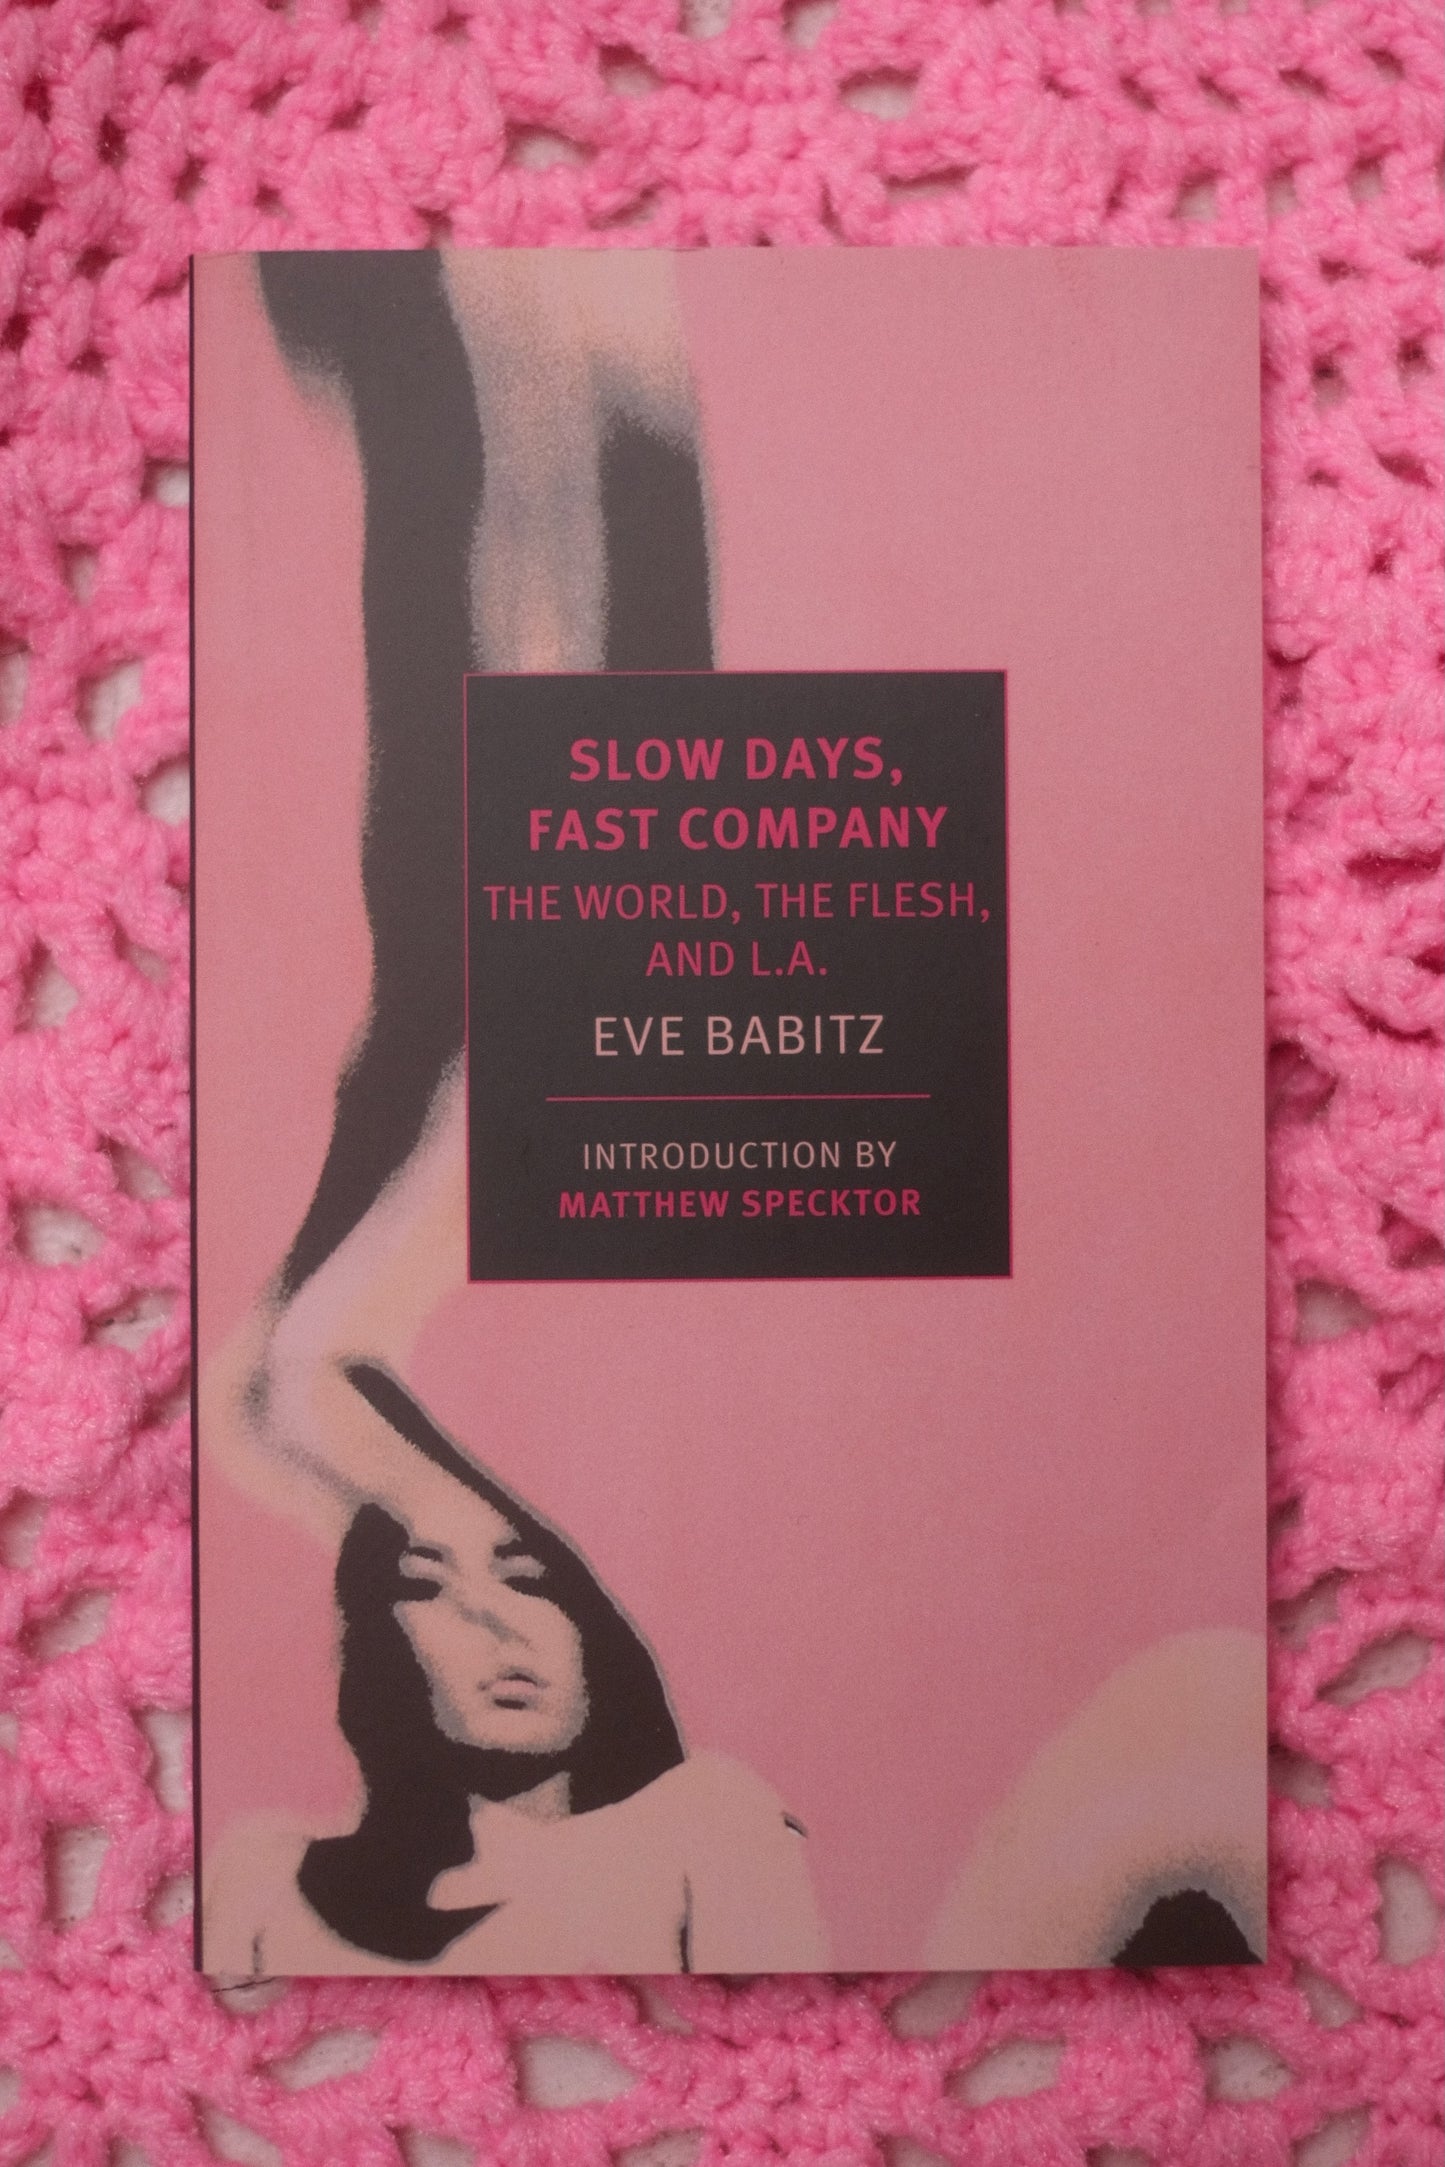 SLOW DAYS,
FAST COMPANY
THE WORLD, THE FLESH,
AND L.A.
EVE BABITZ
INTRODUCTION BY
MATTHEW SPECKTOR